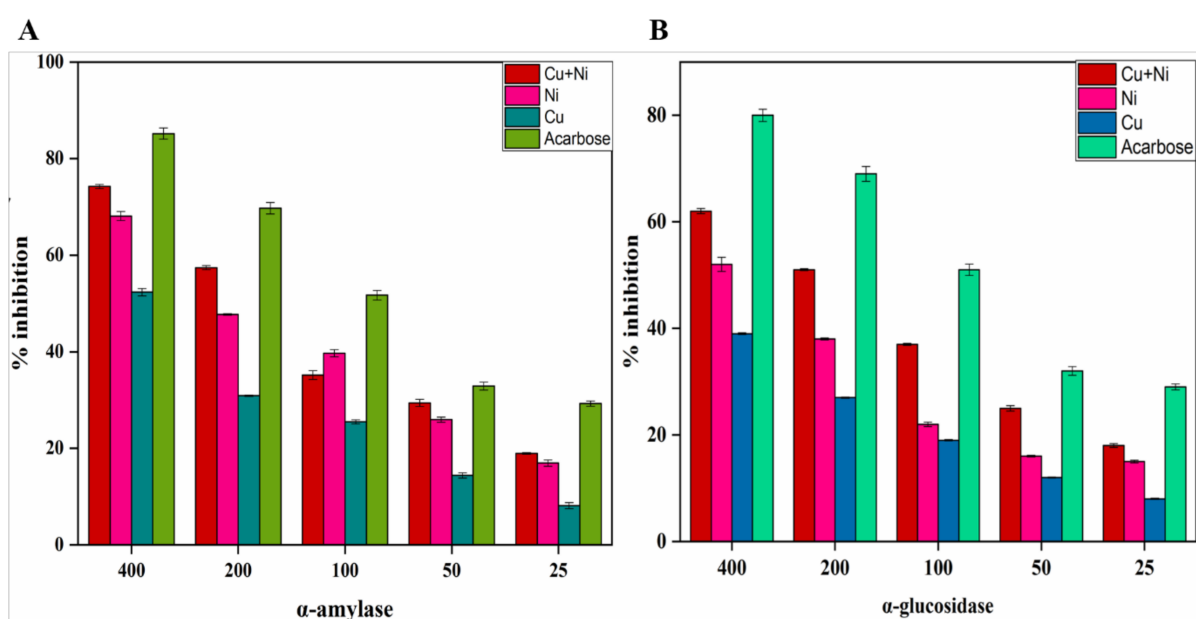 A
B
100
80
60
40
20
0
% inhibition
Cu+Ni
Ni
Cu
Acarbose
400 200 100 50 25
α-amylase
80
60
40
20
0
% inhibition
Cu+Ni
Ni
Cu
Acarbose
400 200 100 50 25
α-glucosidase